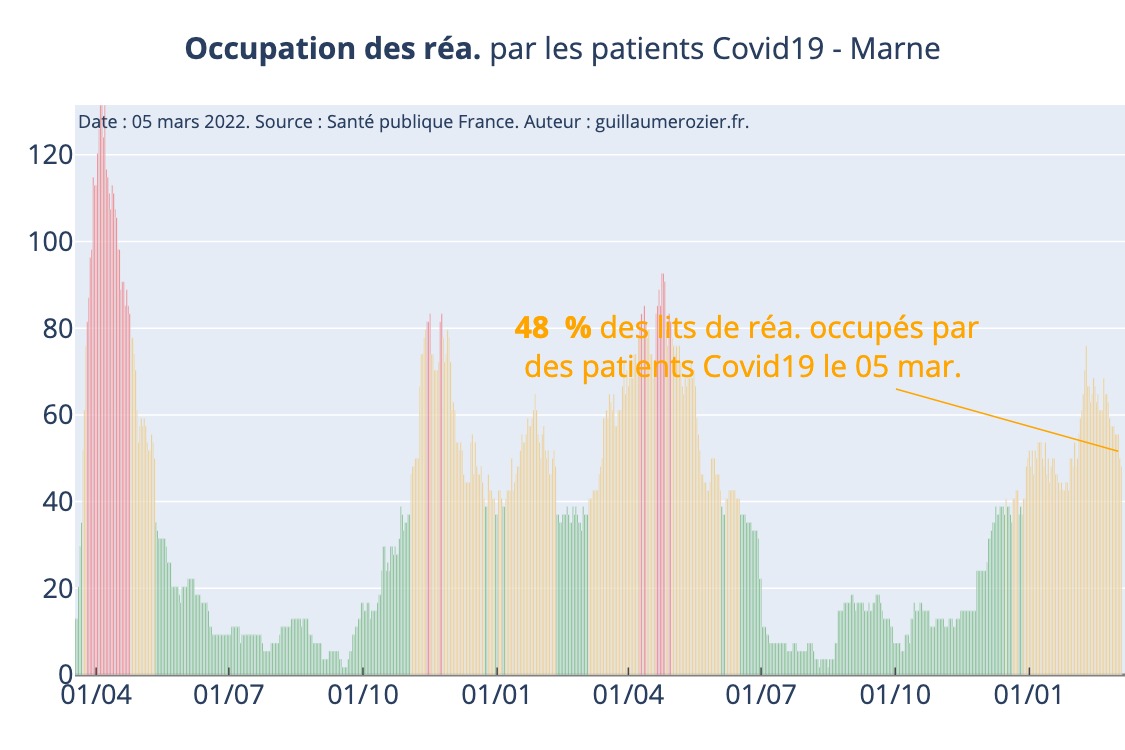 Occupation des réa. par les patients Covid19 - Marne
Date : 05 mars 2022. Source : Santé publique France. Auteur : guillaumerozier.fr.
120
100
80
60
40
20
0
48 % des lits de réa. occupés par
des patients Covid19 le 05 mar.
01/04 01/07 01/10 01/01 01/04 01/07 01/10 01/01